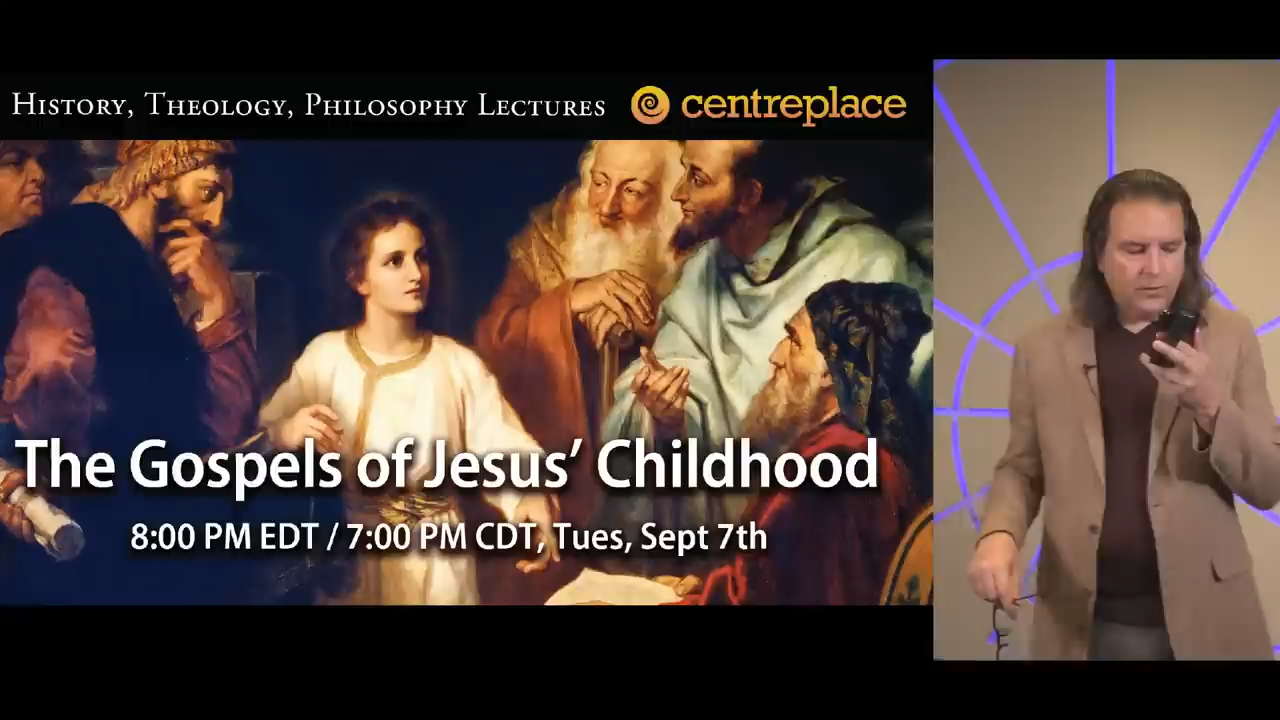 History, Theology, Philosophy Lectures centreplace
The Gospels of Jesus’ Childhood
8:00 PM EDT / 7:00 PM CDT, Tues, Sept 7th